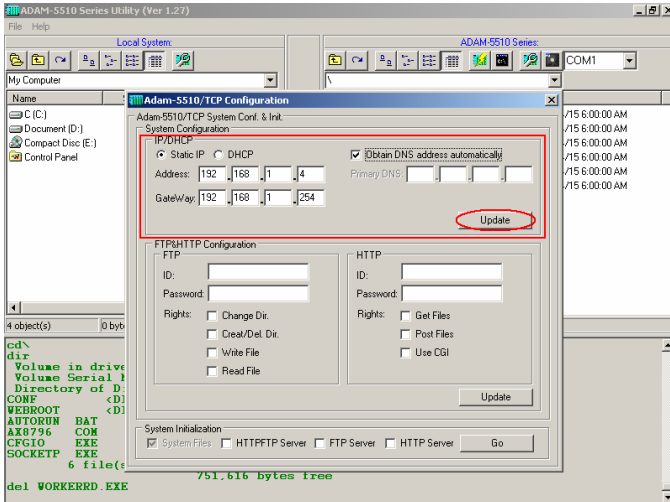 ADAM-5510 Series Utility (Ver 1.27)
File Help
Local System:
ADAM-5510 Series:
COM1
My Computer
\
Name
C (C:)
Document (D:)
Compact Disc (E:)
Control Panel
/15 6:00:00 AM
/15 6:00:00 AM
/15 6:00:00 AM
/15 6:00:00 AM
/15 6:00:00 AM
Adam-5510/TCP Configuration
Adam-5510/TCP System Conf. & Init.
System Configuration
IP/DHCP
Static IP DHCP
Obtain DNS address automatically
Address: 192 .168 .1 .4
Primary DNS: . . .
GateWay: 192 .168 .1 .254
Update
FTP&HTTP Configuration
FTP
HTTP
ID:
ID:
Password:
Password:
Rights: Change Dir.
Rights: Get Files
Creat/Del. Dir.
Post Files
Write File
Use CGI
Read File
Update
System Initialization
System Files HTTPFTP Server FTP Server HTTP Server Go
4 object(s)
0 byt
cd\
dir
Volume in drive
Volume Serial
Directory of D
CONF <DI
WEBROOT <DI
AUTORUN BAT
AX8796 COM
CFGIO EXE
SOCKETP EXE
6 file(s
751,616 bytes free
del WORKERRD.EXE